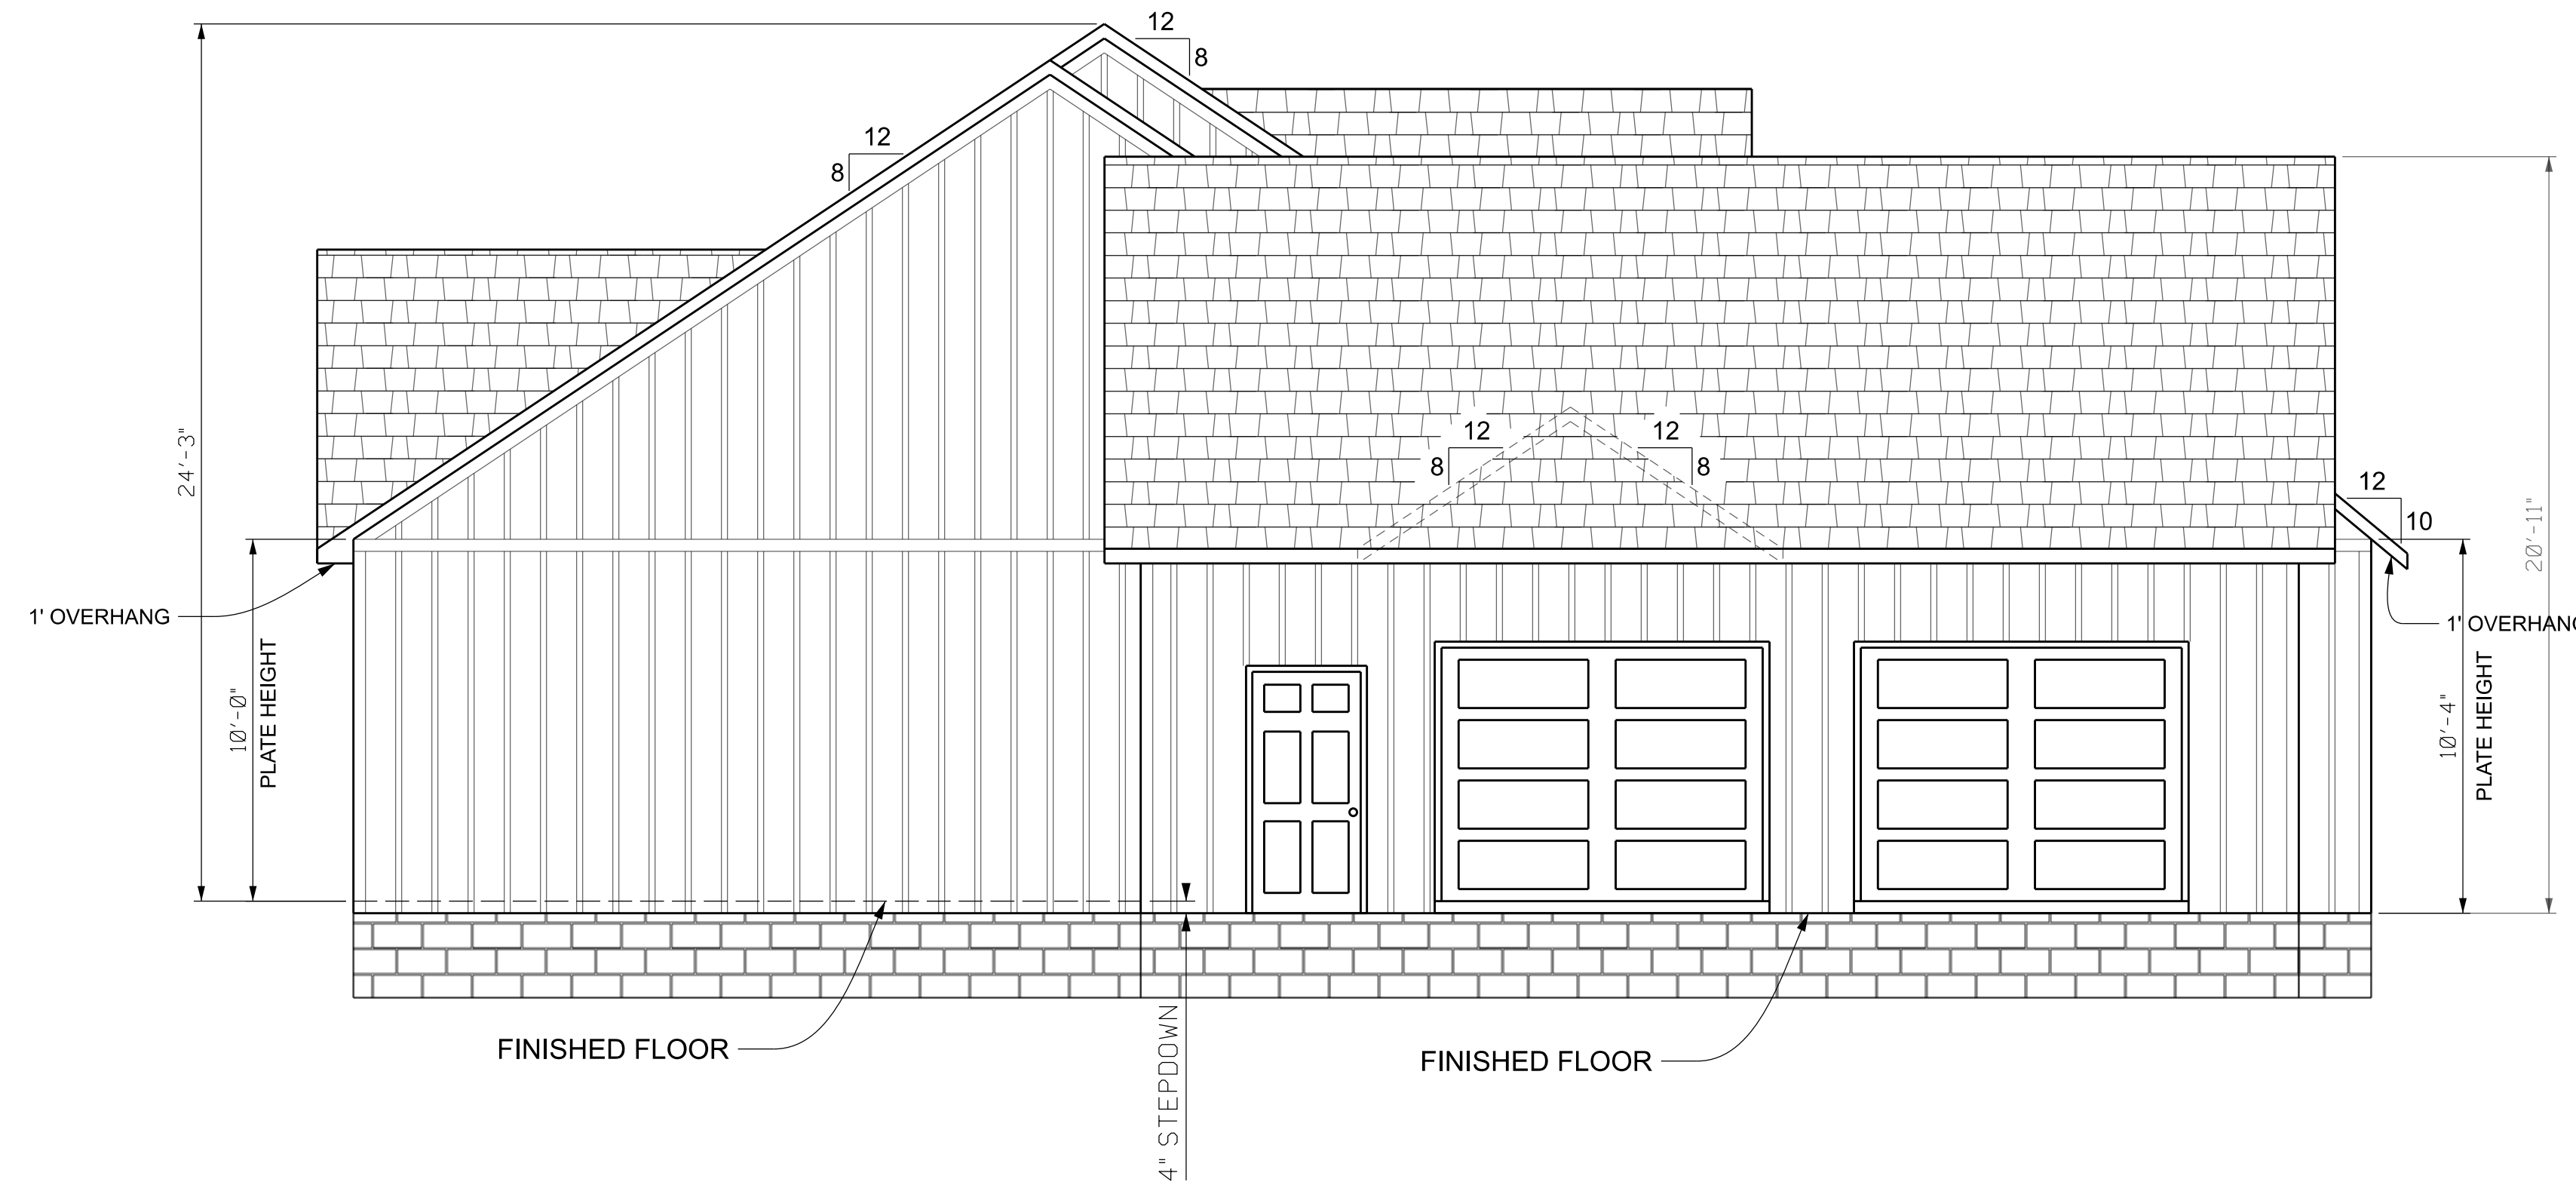 12
8
12
8
24'-3"
12
8
12
8
12
10
20'-11"
1' OVERHANG
10'-0"
PLATE HEIGHT
1' OVERHANG
10'-4"
PLATE HEIGHT
FINISHED FLOOR
FINISHED FLOOR
4" STEPDOWN